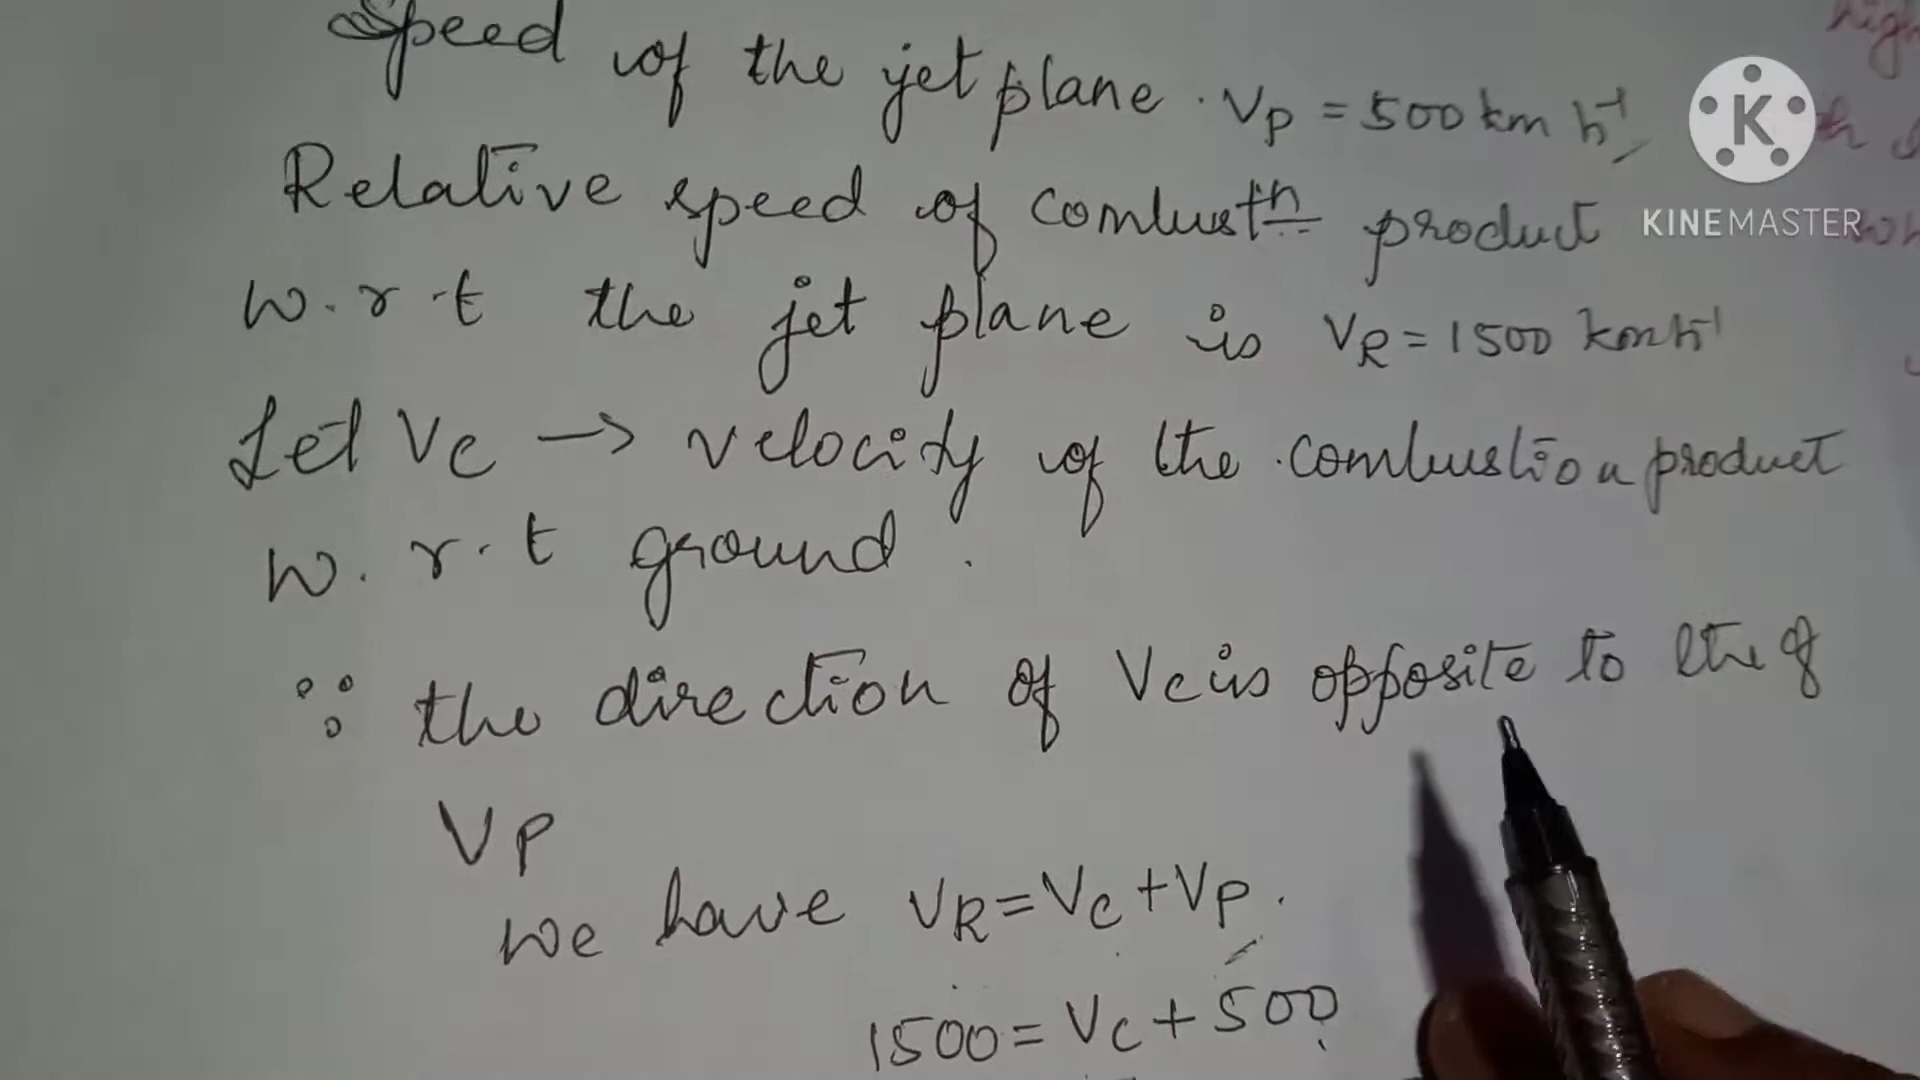 Speed of the jet plane. VP = 500 km h⁻¹
Relative speed of combustn product
w.r.t the jet plane is VR = 1500 km h⁻¹
Let Vc → velocity of the combustion product
w.r.t ground.
∵ the direction of Vc is opposite to the of
VP
we have VR = Vc + VP.
1500 = Vc + 500
K
KINEMASTER